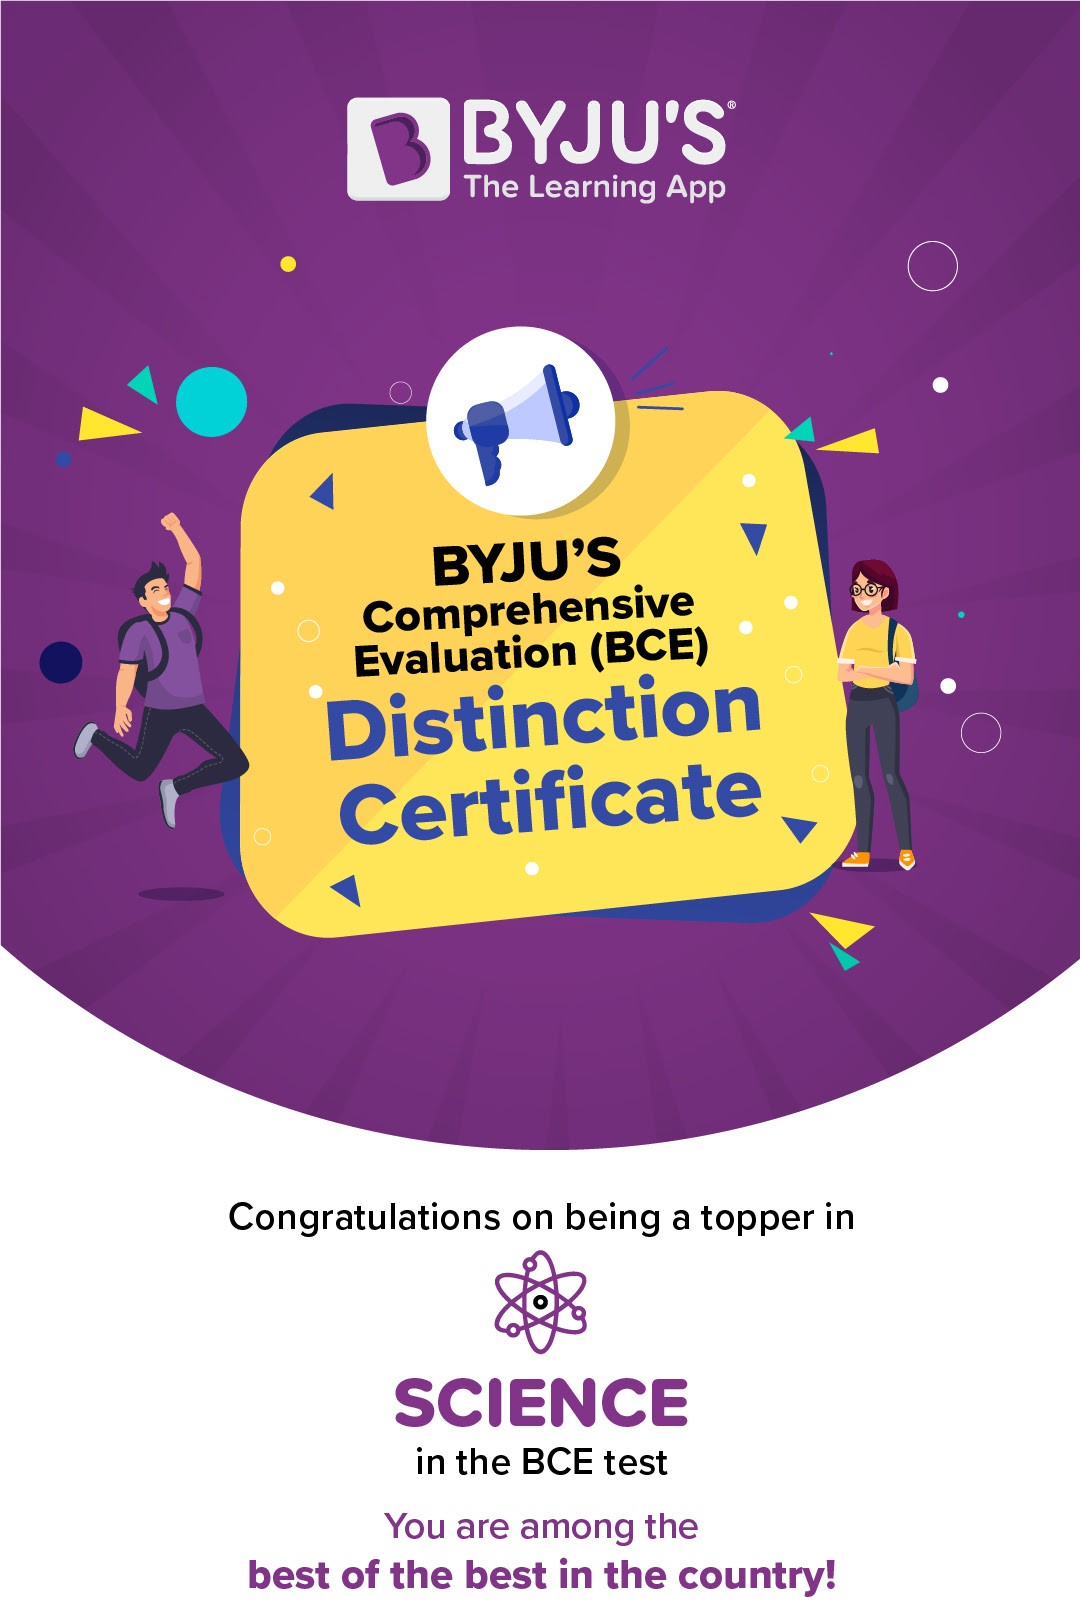 BYJU'S®
The Learning App
BYJU'S
Comprehensive
Evaluation (BCE)
Distinction
Certificate
Congratulations on being a topper in
SCIENCE
in the BCE test
You are among the
best of the best in the country!